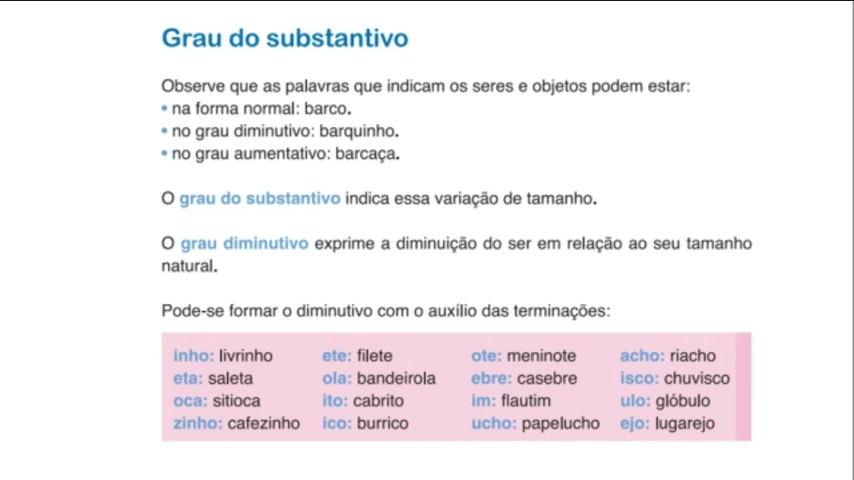 Grau do substantivo
Observe que as palavras que indicam os seres e objetos podem estar:
• na forma normal: barco.
• no grau diminutivo: barquinho.
• no grau aumentativo: barcaça.
O grau do substantivo indica essa variação de tamanho.
O grau diminutivo exprime a diminuição do ser em relação ao seu tamanho
natural.
Pode-se formar o diminutivo com o auxílio das terminações:
inho: livrinho ete: filete ote: meninote acho: riacho
eta: saleta ola: bandeirola ebre: casebre isco: chuvisco
oca: sitioca ito: cabrito im: flautim ulo: glóbulo
zinho: cafezinho ico: burrico ucho: papelucho ejo: lugarejo